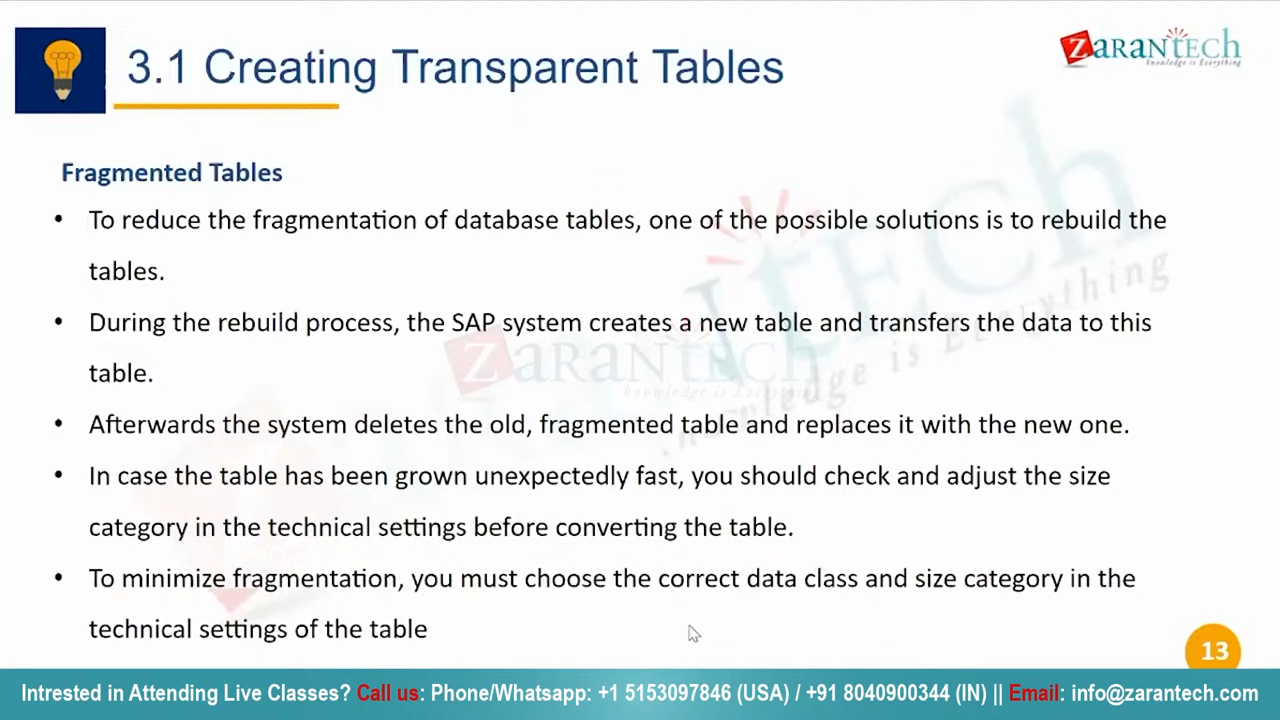 3.1 Creating Transparent Tables
ZARANTECH
knowledge is Everything
Fragmented Tables
• To reduce the fragmentation of database tables, one of the possible solutions is to rebuild the
tables.
• During the rebuild process, the SAP system creates a new table and transfers the data to this
table.
• Afterwards the system deletes the old, fragmented table and replaces it with the new one.
• In case the table has been grown unexpectedly fast, you should check and adjust the size
category in the technical settings before converting the table.
• To minimize fragmentation, you must choose the correct data class and size category in the
technical settings of the table
13
Intrested in Attending Live Classes? Call us: Phone/Whatsapp: +1 5153097846 (USA) / +91 8040900344 (IN) || Email: info@zarantech.com